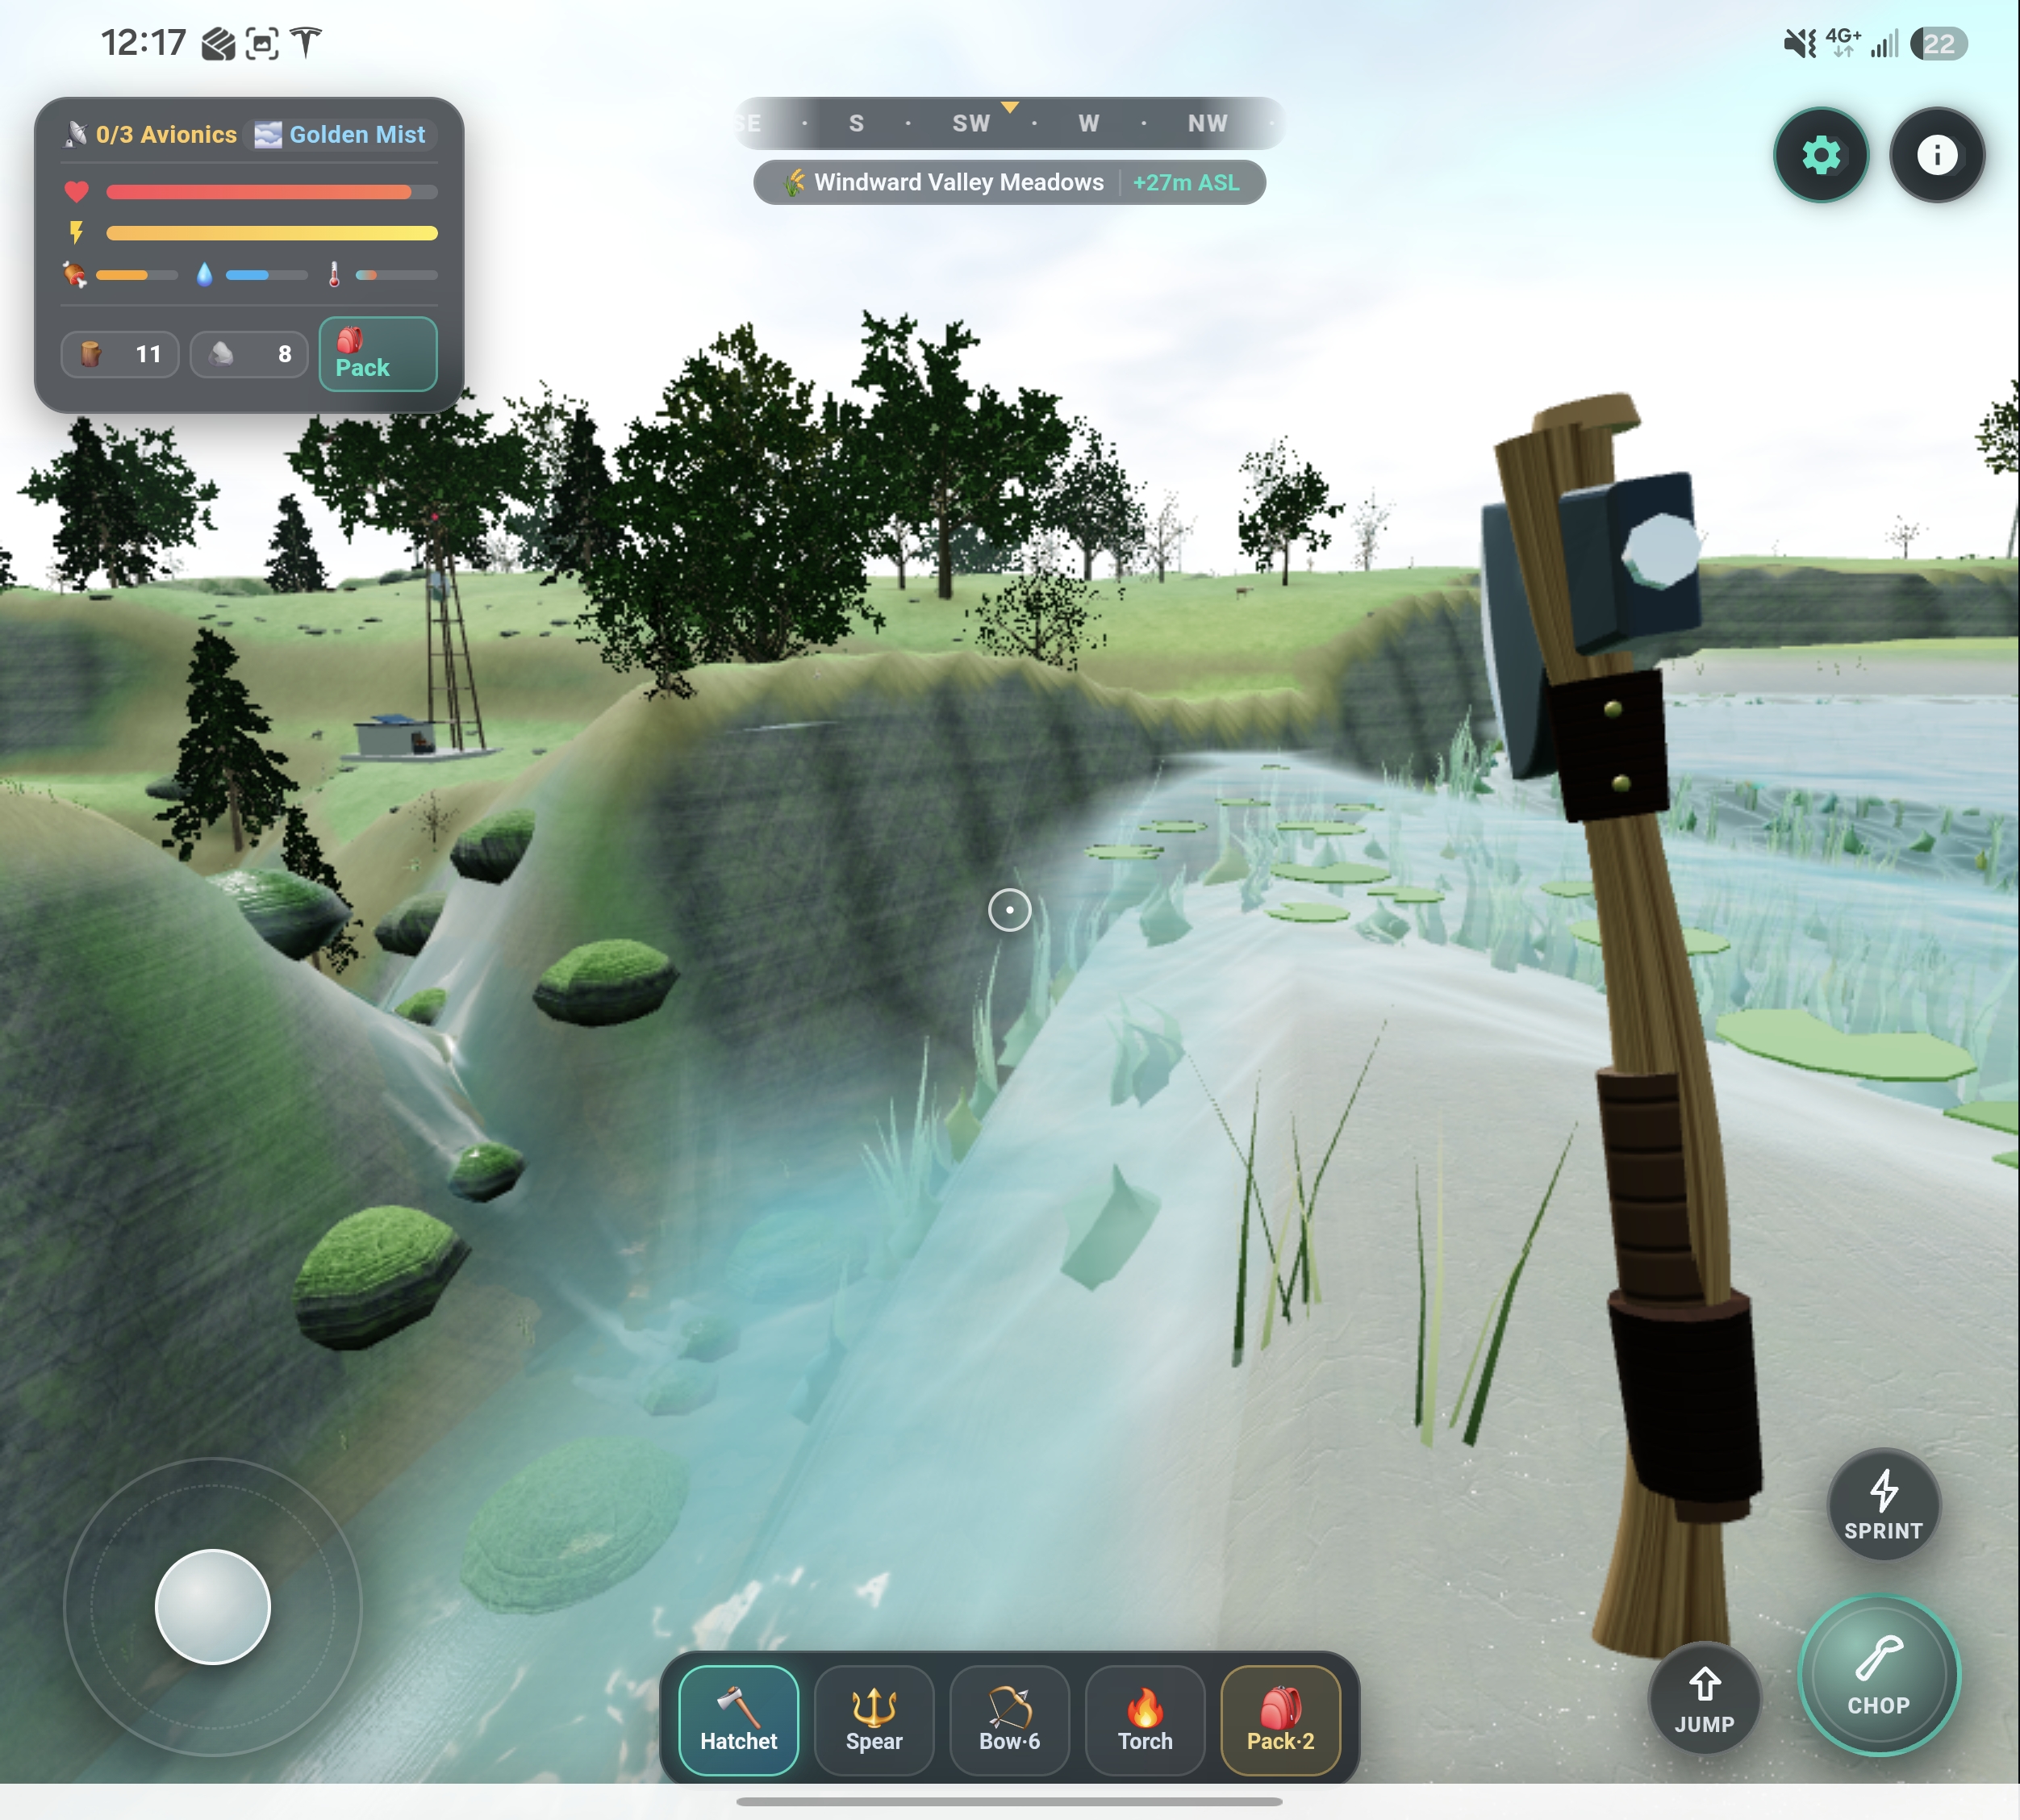 12:17
4G+
22
0/3 Avionics
Golden Mist
SE · S · SW · W · NW ·
Windward Valley Meadows
+27m ASL
11
8
Pack
SPRINT
CHOP
JUMP
Hatchet
Spear
Bow·6
Torch
Pack·2